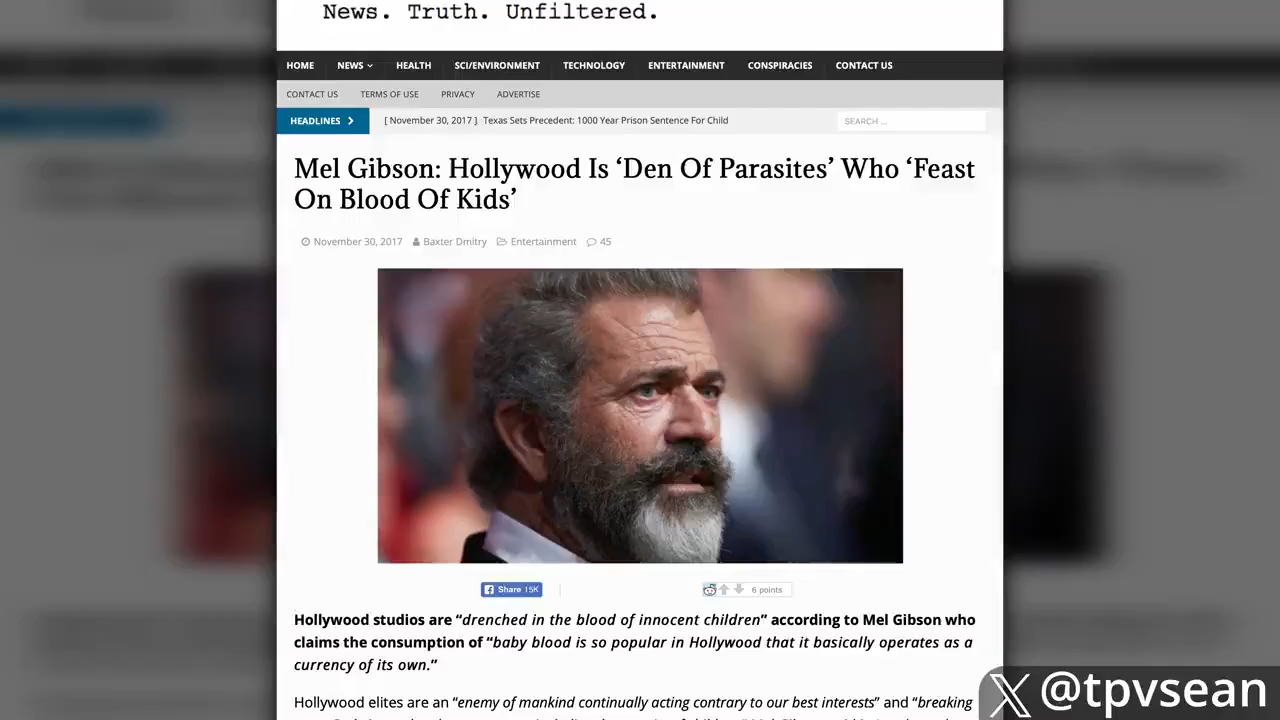 News. Truth. Unfiltered.
HOME NEWS HEALTH SCI/ENVIRONMENT TECHNOLOGY ENTERTAINMENT CONSPIRACIES CONTACT US
CONTACT US TERMS OF USE PRIVACY ADVERTISE
HEADLINES [ November 30, 2017 ] Texas Sets Precedent: 1000 Year Prison Sentence For Child SEARCH ...
Mel Gibson: Hollywood Is ‘Den Of Parasites’ Who ‘Feast
On Blood Of Kids’
November 30, 2017 Baxter Dmitry Entertainment 45
Share 15K 6 points
Hollywood studios are “drenched in the blood of innocent children” according to Mel Gibson who
claims the consumption of “baby blood is so popular in Hollywood that it basically operates as a
currency of its own.”
Hollywood elites are an “enemy of mankind continually acting contrary to our best interests” and “breaking
@tpvsean